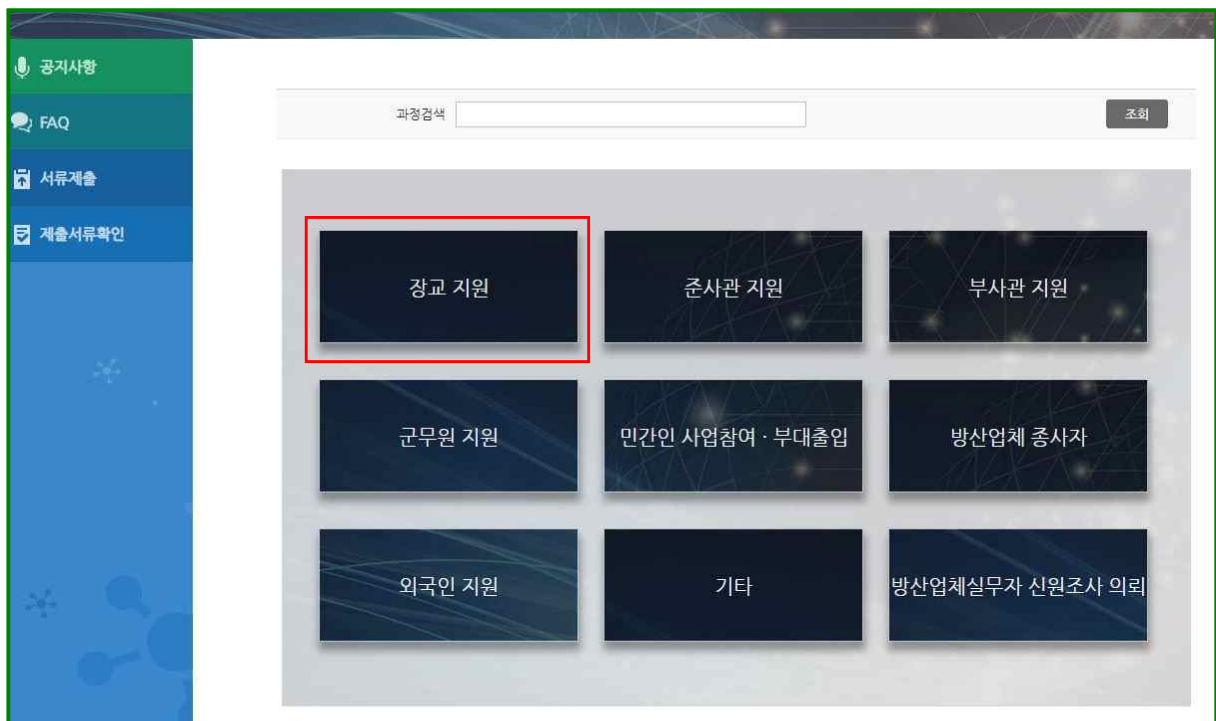 공지사항
FAQ
서류제출
제출서류확인
과정검색
조회
장교 지원
준사관 지원
부사관 지원
군무원 지원
민간인 사업참여 · 부대출입
방산업체 종사자
외국인 지원
기타
방산업체실무자 신원조사 의뢰